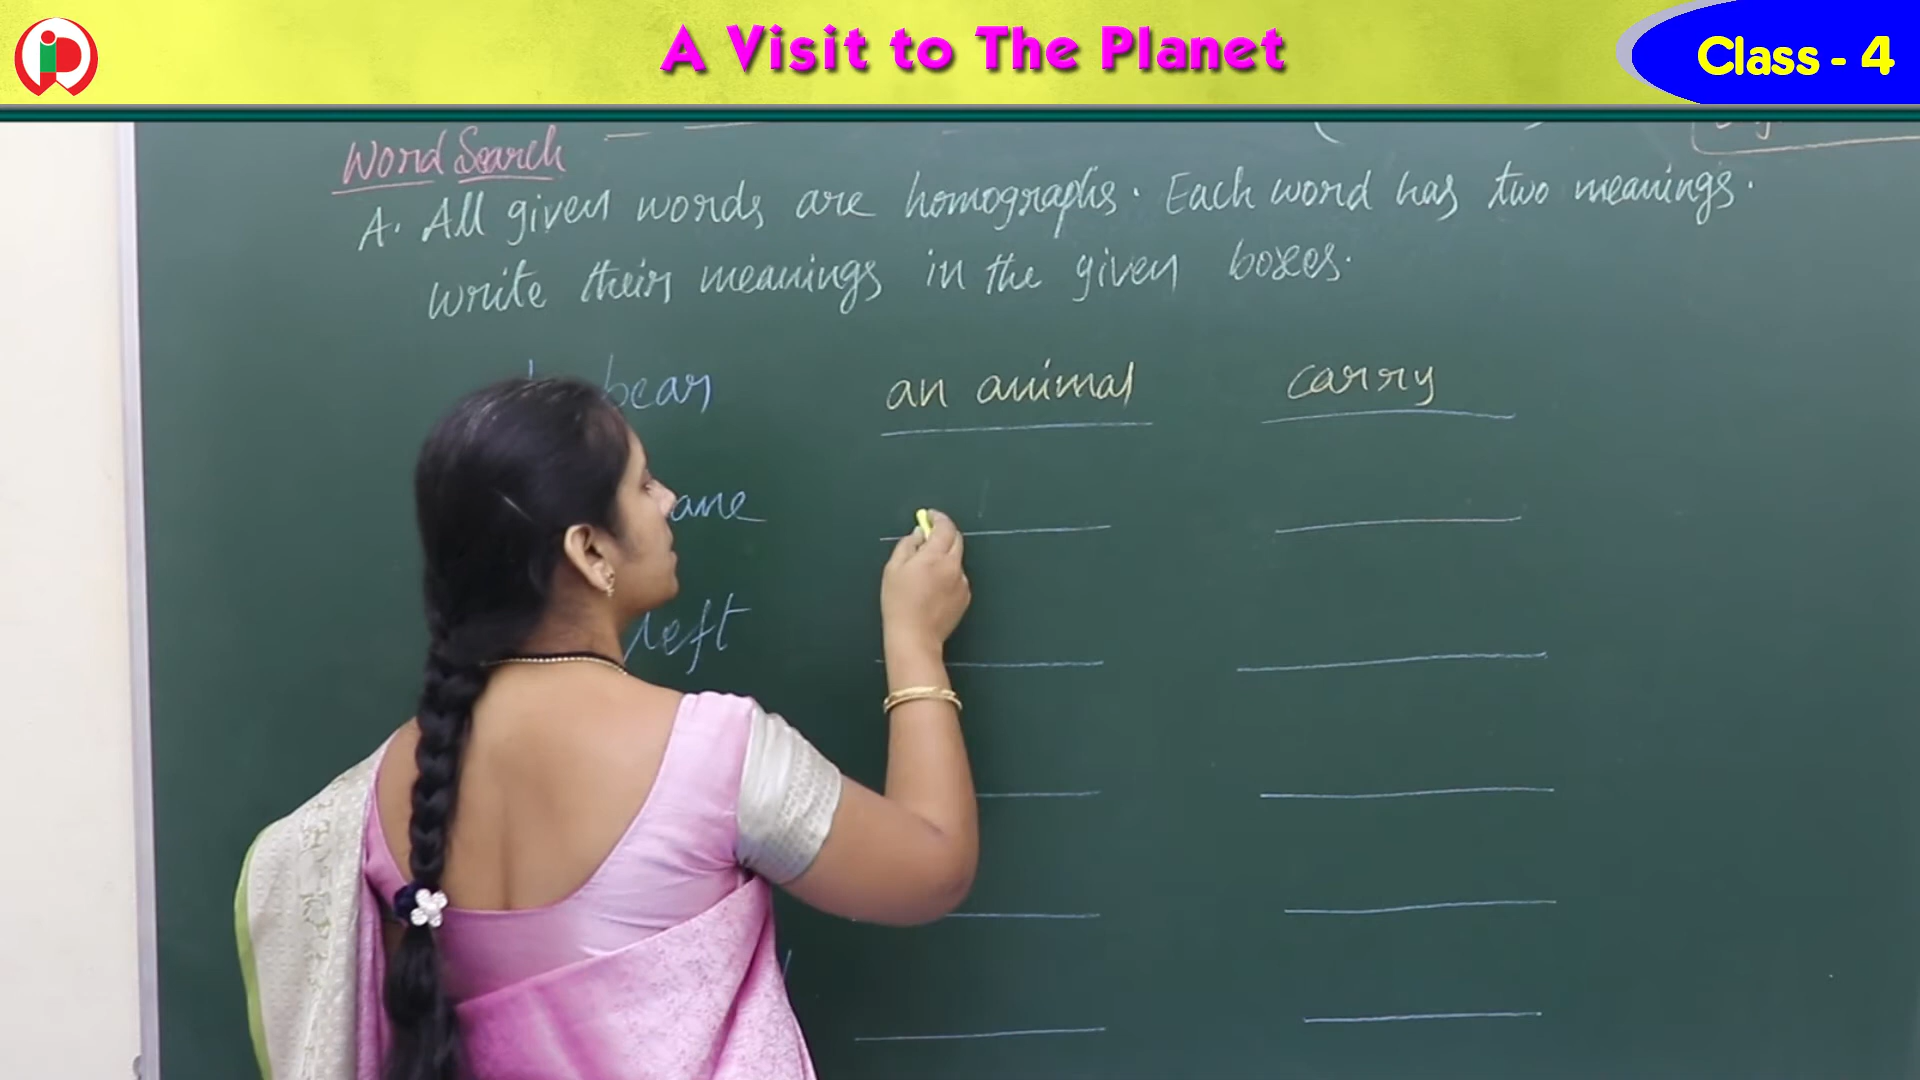 A Visit to The Planet
Class - 4
Word Search
A. All given words are homographs. Each word has two meanings.
write their meanings in the given boxes.
bear an animal carry
left